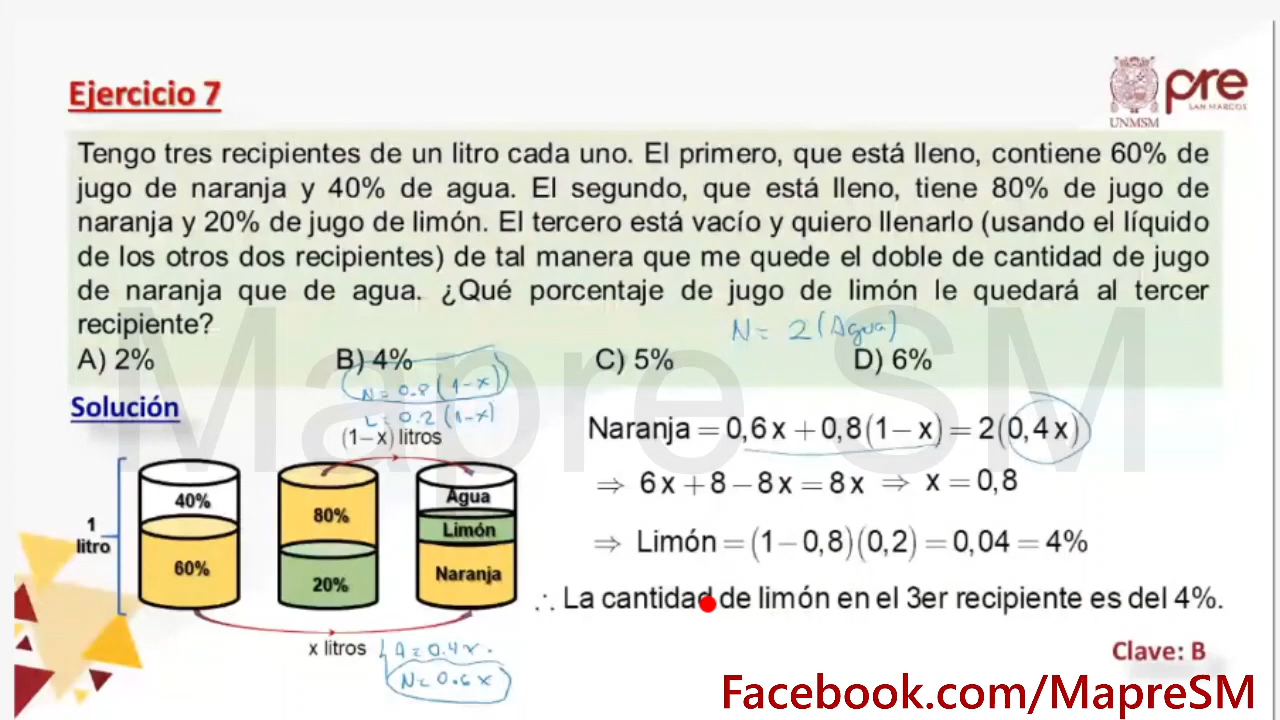 Ejercicio 7
UNMSM
pre
SAN MARCOS
Tengo tres recipientes de un litro cada uno. El primero, que está lleno, contiene 60% de
jugo de naranja y 40% de agua. El segundo, que está lleno, tiene 80% de jugo de
naranja y 20% de jugo de limón. El tercero está vacío y quiero llenarlo (usando el líquido
de los otros dos recipientes) de tal manera que me quede el doble de cantidad de jugo
de naranja que de agua. ¿Qué porcentaje de jugo de limón le quedará al tercer
recipiente?
N = 2 (Agua)
A) 2% B) 4% C) 5% D) 6%
N = 0.8 (1-x)
L = 0.2 (1-x)
Mapre SM
Solución
(1−x) litros
40%
60%
1
litro
80%
20%
Agua
Limón
Naranja
x litros
A = 0.4x.
N = 0.6x
Naranja = 0,6x + 0,8(1−x) = 2(0,4x)
⇒ 6x + 8 − 8x = 8x ⇒ x = 0,8
⇒ Limón = (1−0,8)(0,2) = 0,04 = 4%
∴ La cantidad de limón en el 3er recipiente es del 4%.
Clave: B
Facebook.com/MapreSM